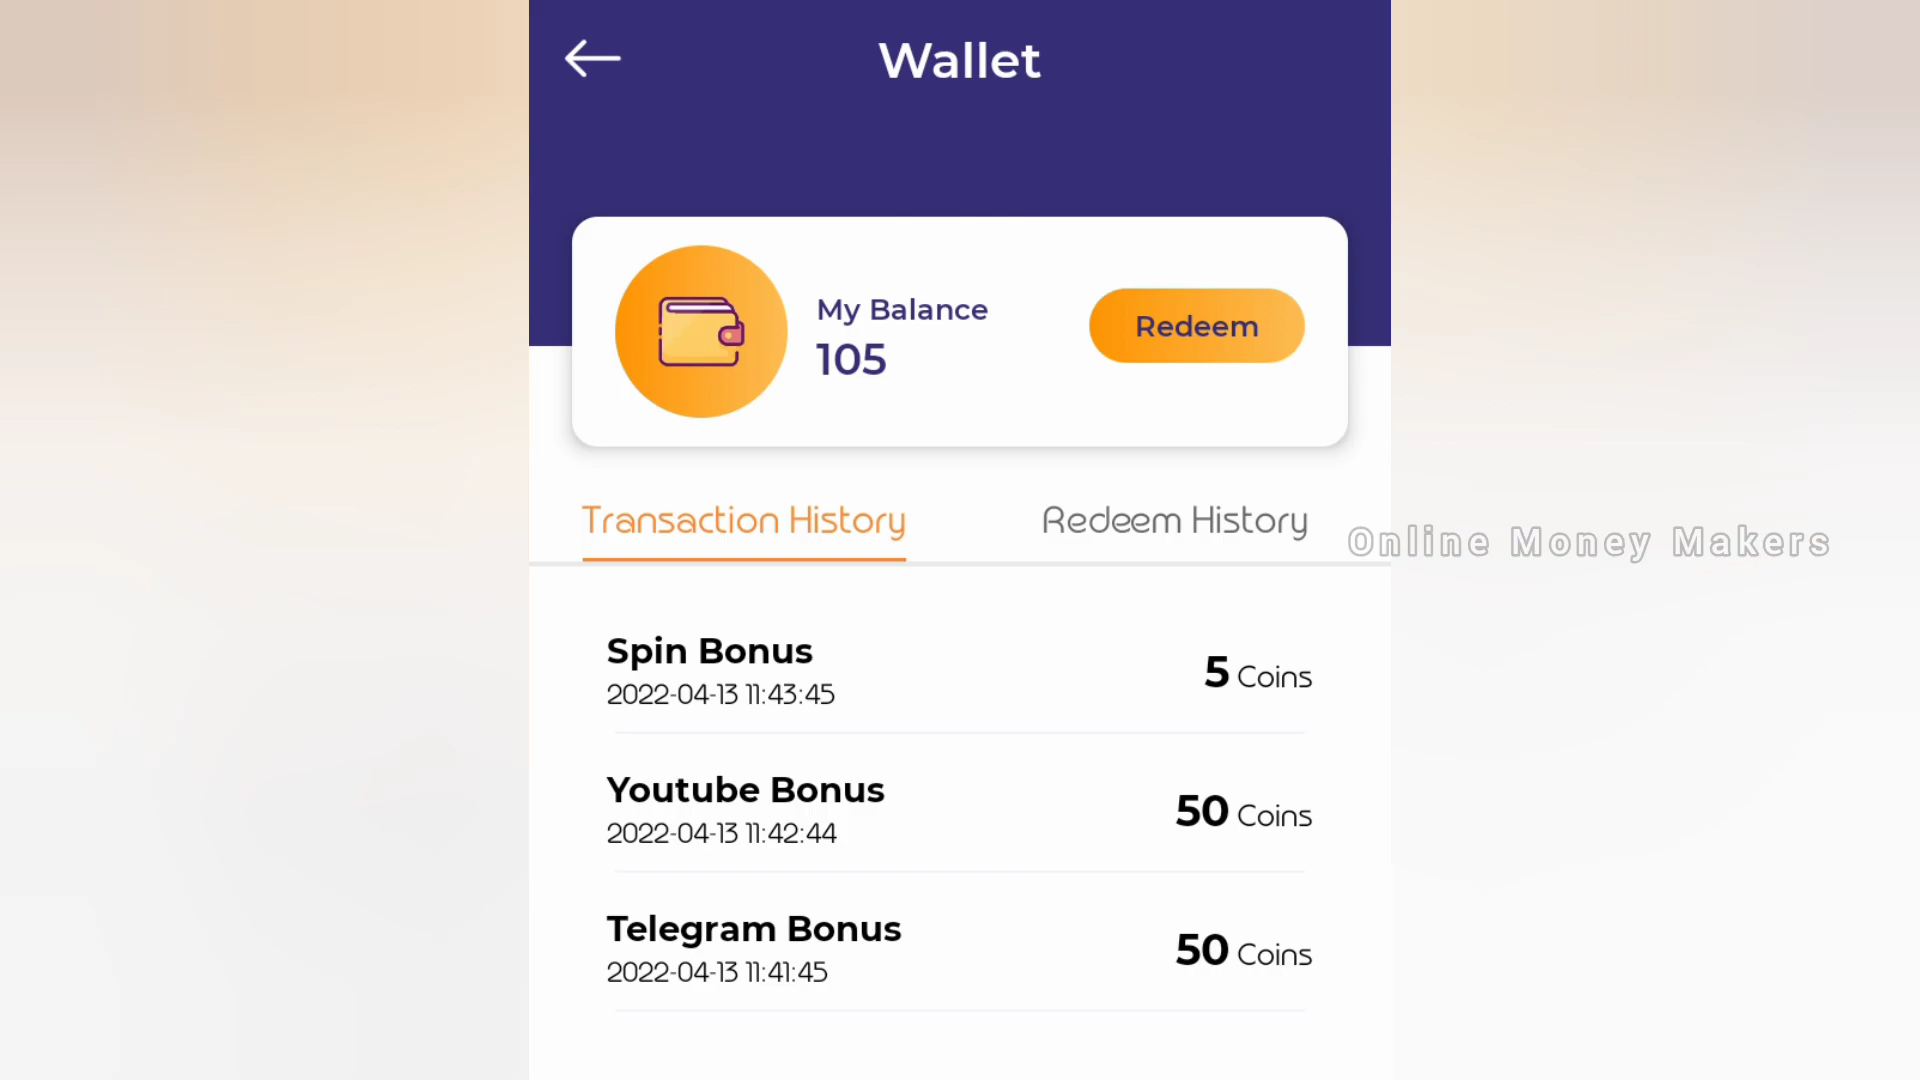 Wallet
My Balance
105
Redeem
Transaction History
Redeem History
Online Money Makers
Spin Bonus
2022-04-13 11:43:45
5 Coins
Youtube Bonus
2022-04-13 11:42:44
50 Coins
Telegram Bonus
2022-04-13 11:41:45
50 Coins